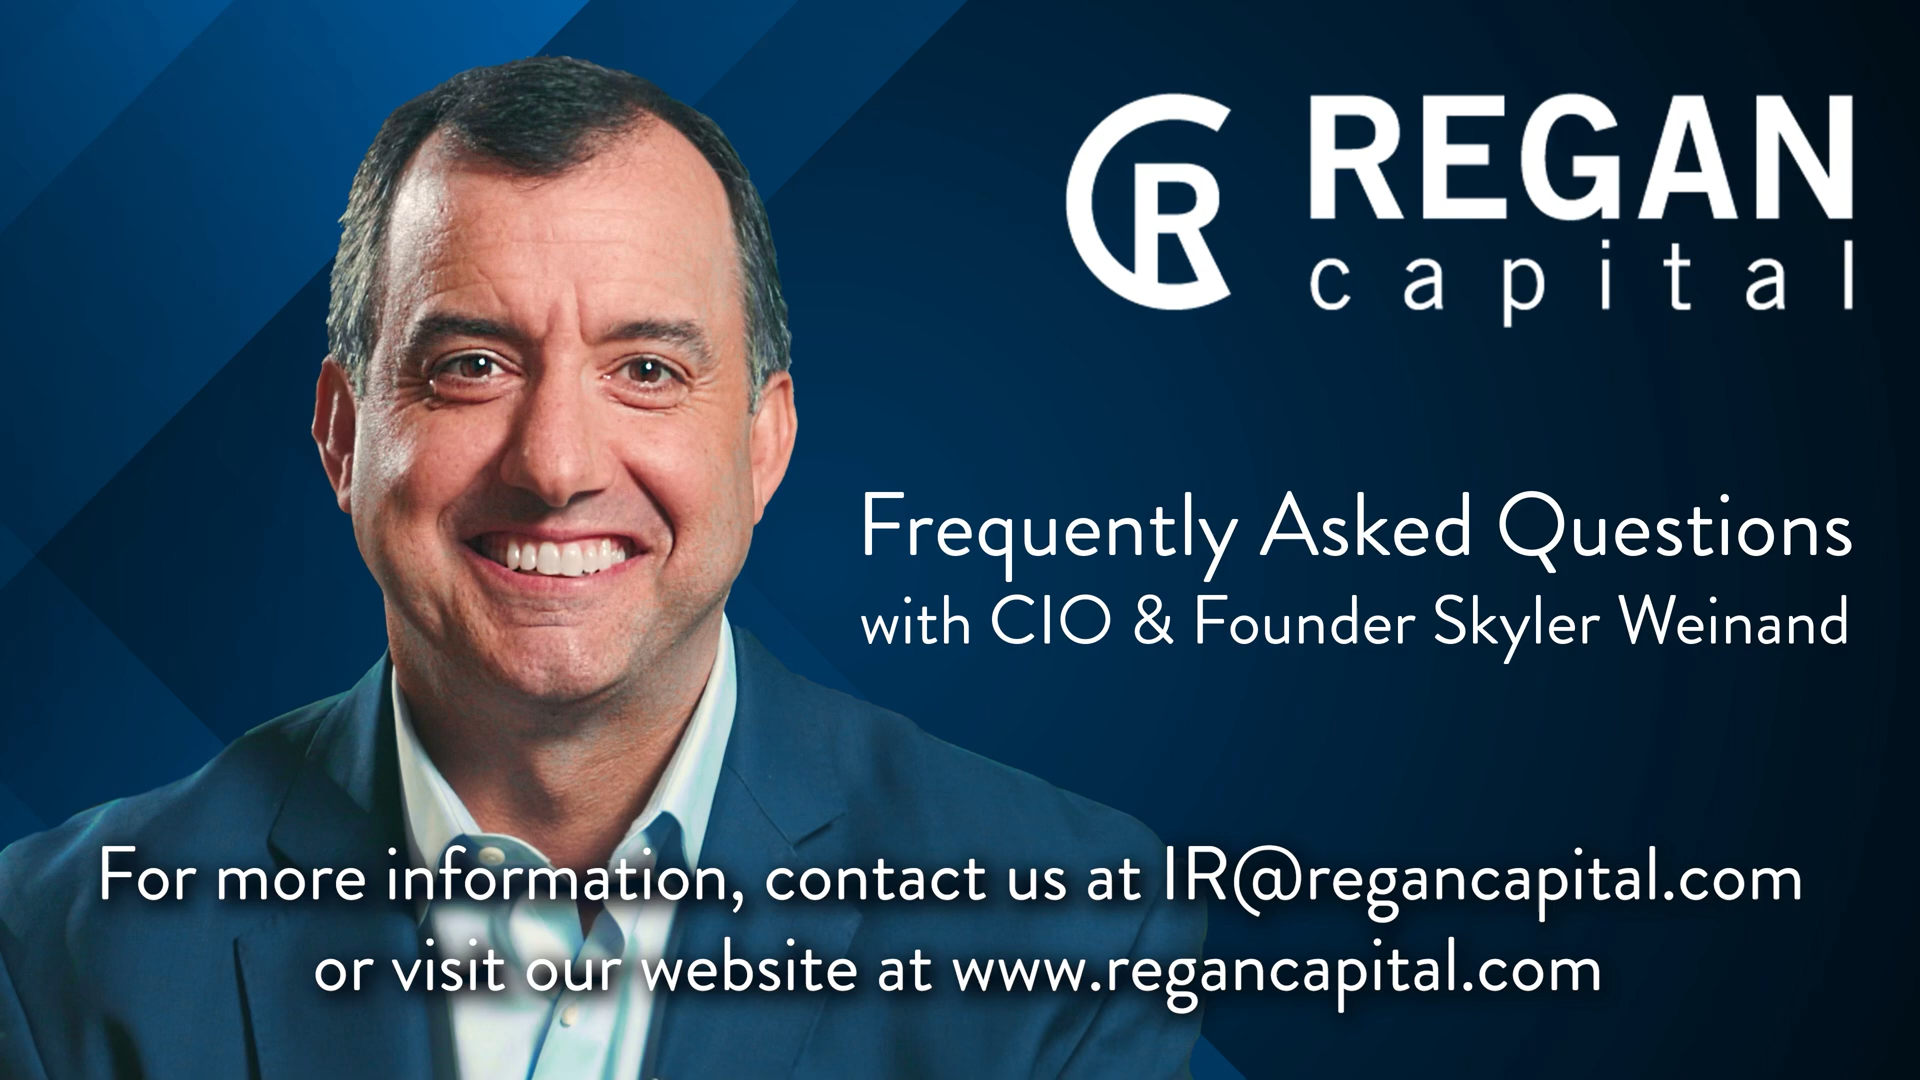 CR
REGAN
capital
Frequently Asked Questions
with CIO & Founder Skyler Weinand
For more information, contact us at IR@regancapital.com
or visit our website at www.regancapital.com